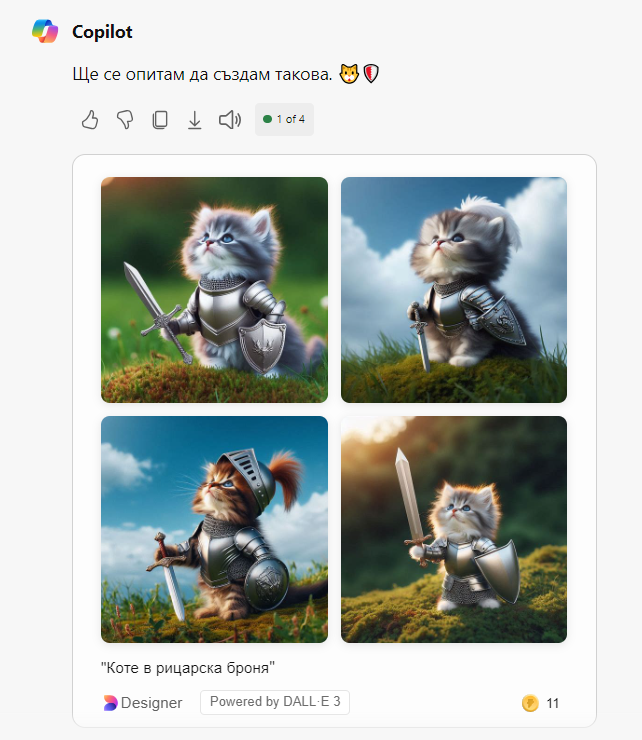 Copilot
Ще се опитам да създам такова. 🐱🛡️
1 of 4
"Коте в рицарска броня"
Designer
Powered by DALL·E 3
11